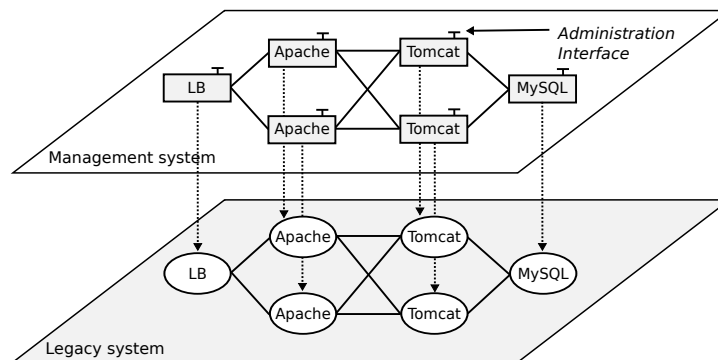 Administration
Interface
Apache
Tomcat
LB
MySQL
Apache
Tomcat
Management system
Apache
Tomcat
LB
MySQL
Apache
Tomcat
Legacy system